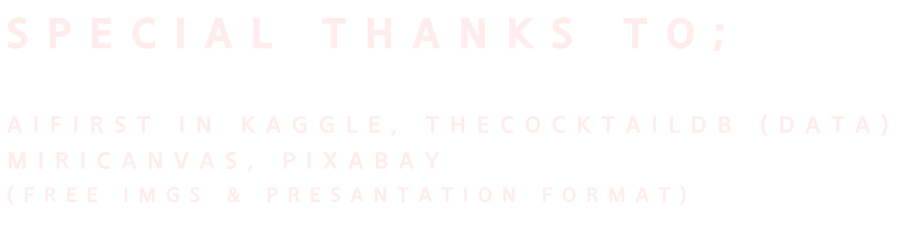 SPECIAL THANKS TO;
AIFIRST IN KAGGLE, THECOCKTAILDB (DATA)
MIRICANVAS, PIXABAY
(FREE IMGS & PRESANTATION FORMAT)